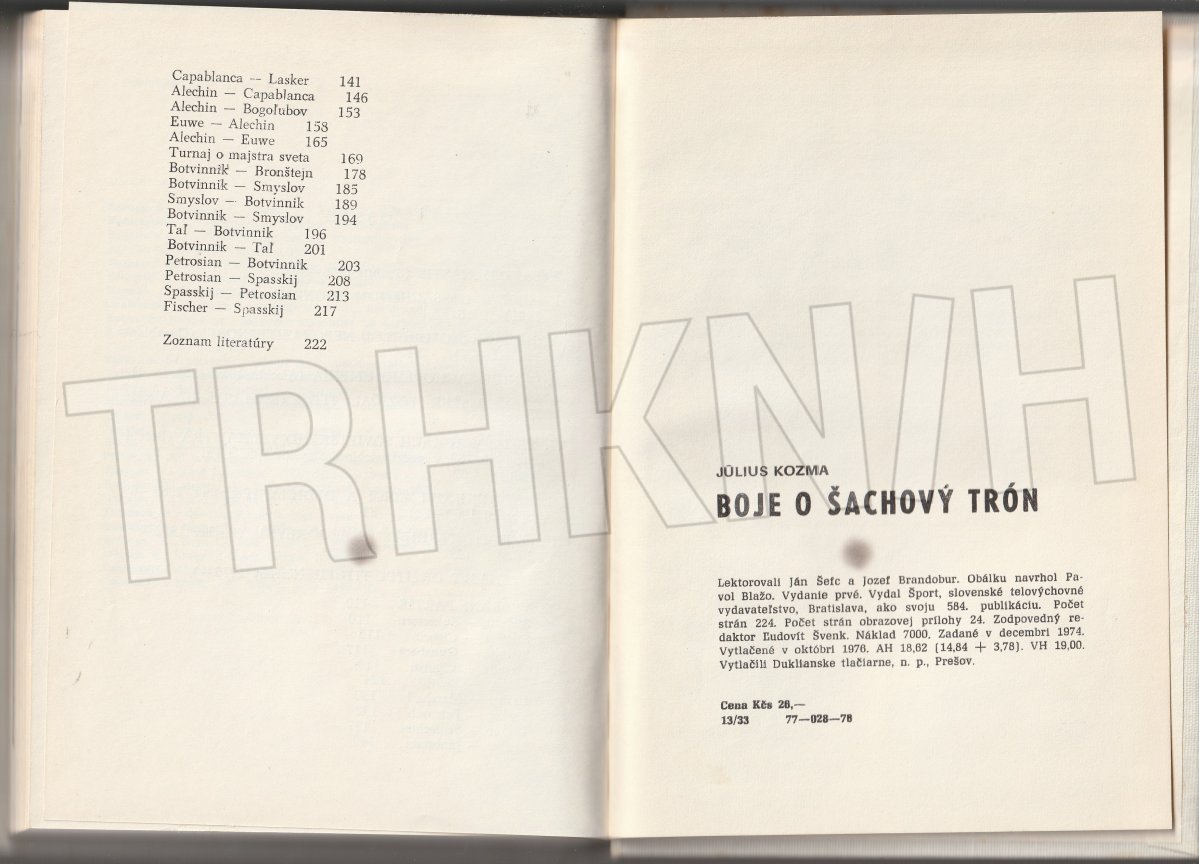 Capablanca — Lasker 141
Alechin — Capablanca 146
Alechin — Bogoľubov 153
Euwe — Alechin 158
Alechin — Euwe 165
Turnaj o majstra sveta 169
Botvinnik — Bronštejn 178
Botvinnik — Smyslov 185
Smyslov — Botvinnik 189
Botvinnik — Smyslov 194
Taľ — Botvinnik 196
Botvinnik — Taľ 201
Petrosian — Botvinnik 203
Petrosian — Spasskij 208
Spasskij — Petrosian 213
Fischer — Spasskij 217
Zoznam literatúry 222
TRHKNIH
JÚLIUS KOZMA
BOJE O ŠACHOVÝ TRÓN
Lektorovali Ján Šefc a Jozef Brandobur. Obálku navrhol Pa-
vol Blažo. Vydanie prvé. Vydal Šport, slovenské telovýchovné
vydavateľstvo, Bratislava, ako svoju 584. publikáciu. Počet
strán 224. Počet strán obrazovej prílohy 24. Zodpovedný re-
daktor Ľudovít Švenk. Náklad 7000. Zadané v decembri 1974.
Vytlačené v októbri 1976. AH 18,62 (14,84 + 3,78). VH 19,00.
Vytlačili Duklianske tlačiarne, n. p., Prešov.
Cena Kčs 26,—
13/33 77—028—76